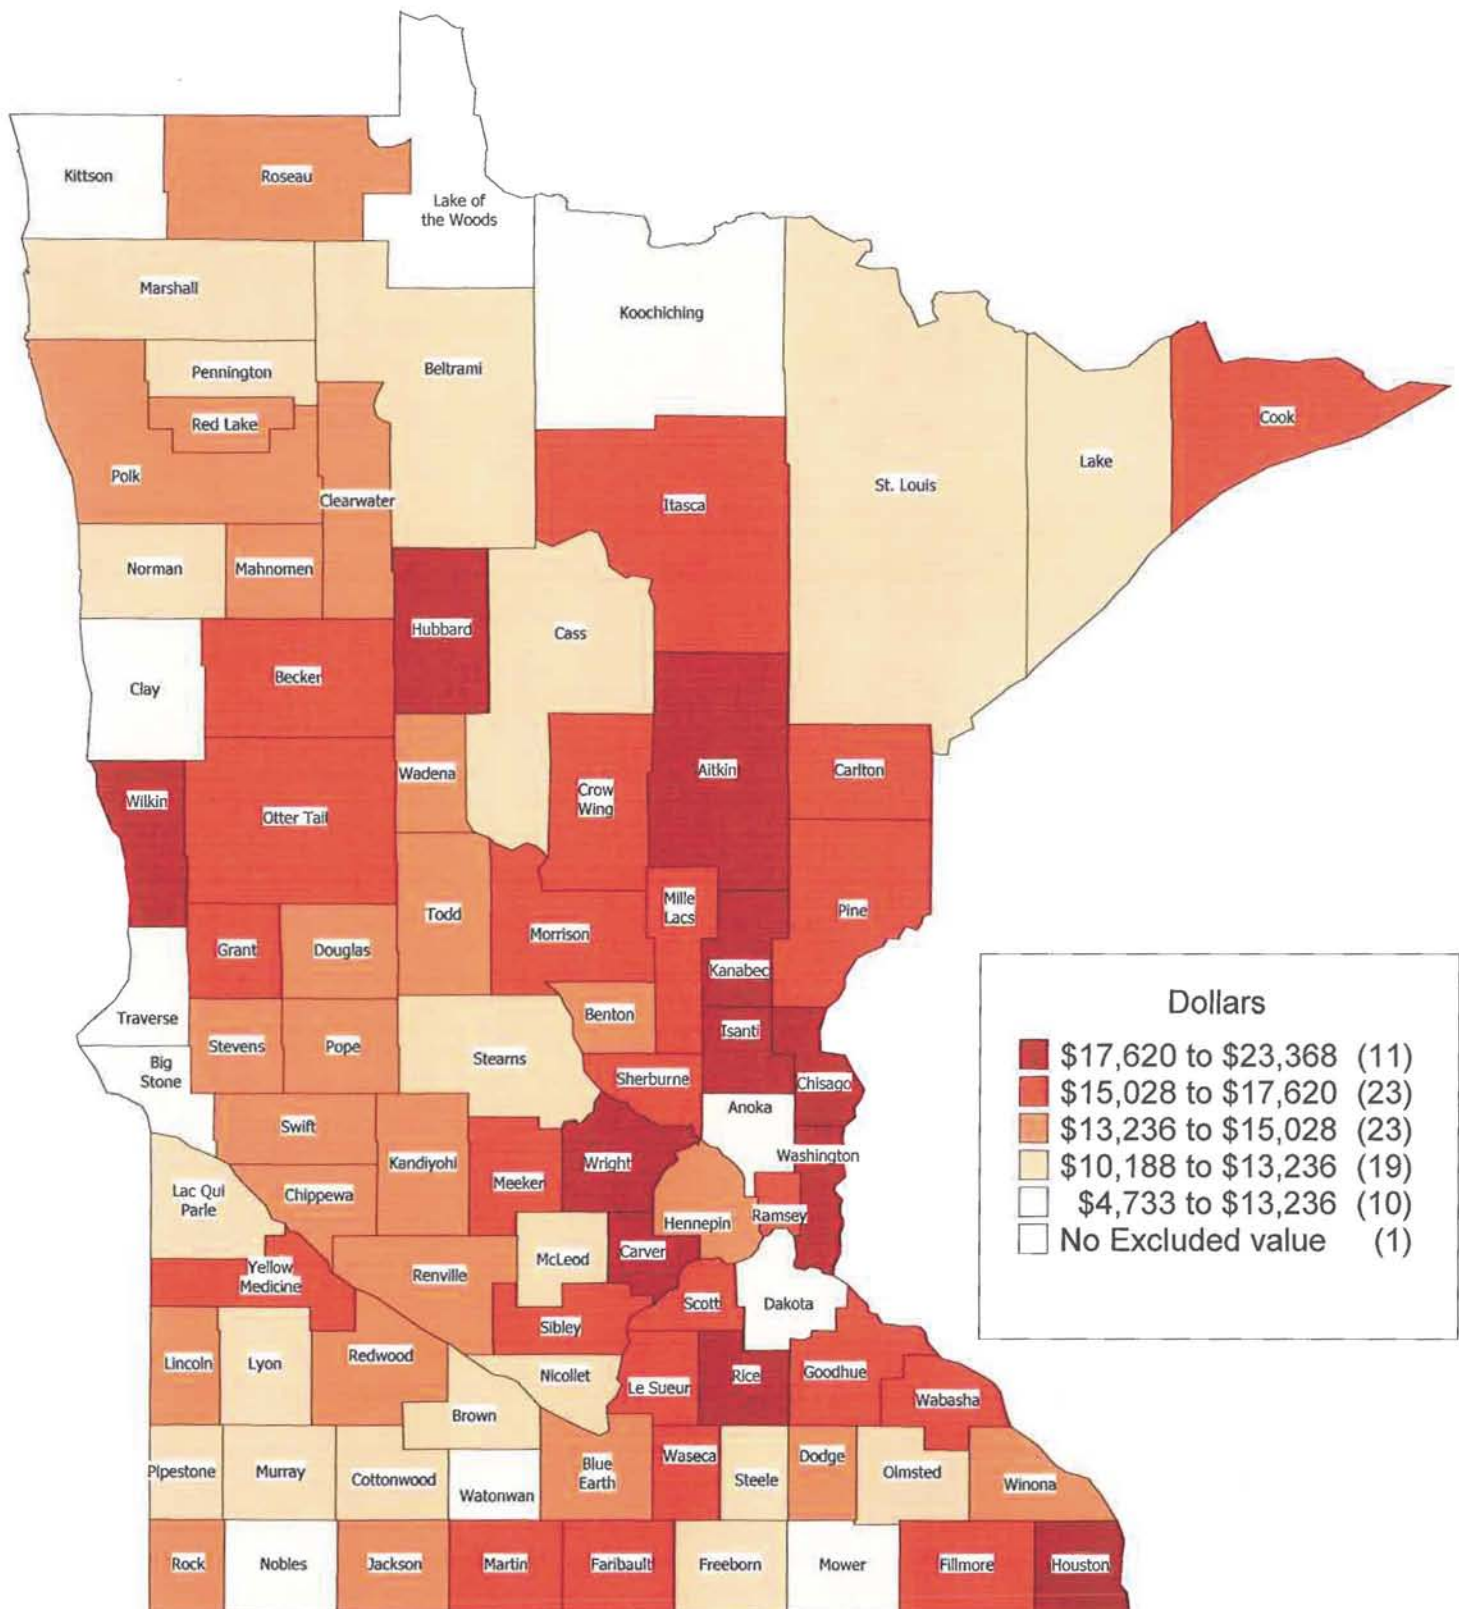 Kittson
Roseau
Lake of
the Woods
Marshall
Koochiching
Pennington
Beltrami
Red Lake
Cook
Polk
Lake
Clearwater
St. Louis
Itasca
Norman
Mahnomen
Hubbard
Cass
Becker
Clay
Wadena
Aitkin
Carlton
Wilkin
Crow
Wing
Otter Tail
Mille
Lacs
Todd
Pine
Morrison
Grant
Douglas
Kanabec
Traverse
Benton
Isanti
Stevens
Pope
Stearns
Big
Stone
Sherburne
Chisago
Anoka
Swift
Washington
Kandiyohi
Wright
Meeker
Lac Qui
Parle
Chippewa
Ramsey
Hennepin
Carver
McLeod
Yellow
Medicine
Renville
Scott
Dakota
Sibley
Lincoln
Lyon
Redwood
Nicollet
Le Sueur
Rice
Goodhue
Wabasha
Brown
Pipestone
Murray
Cottonwood
Watonwan
Blue
Earth
Waseca
Steele
Dodge
Olmsted
Winona
Rock
Nobles
Jackson
Martin
Faribault
Freeborn
Mower
Fillmore
Houston
Dollars
$17,620 to $23,368 (11)
$15,028 to $17,620 (23)
$13,236 to $15,028 (23)
$10,188 to $13,236 (19)
$4,733 to $13,236 (10)
No Excluded value (1)